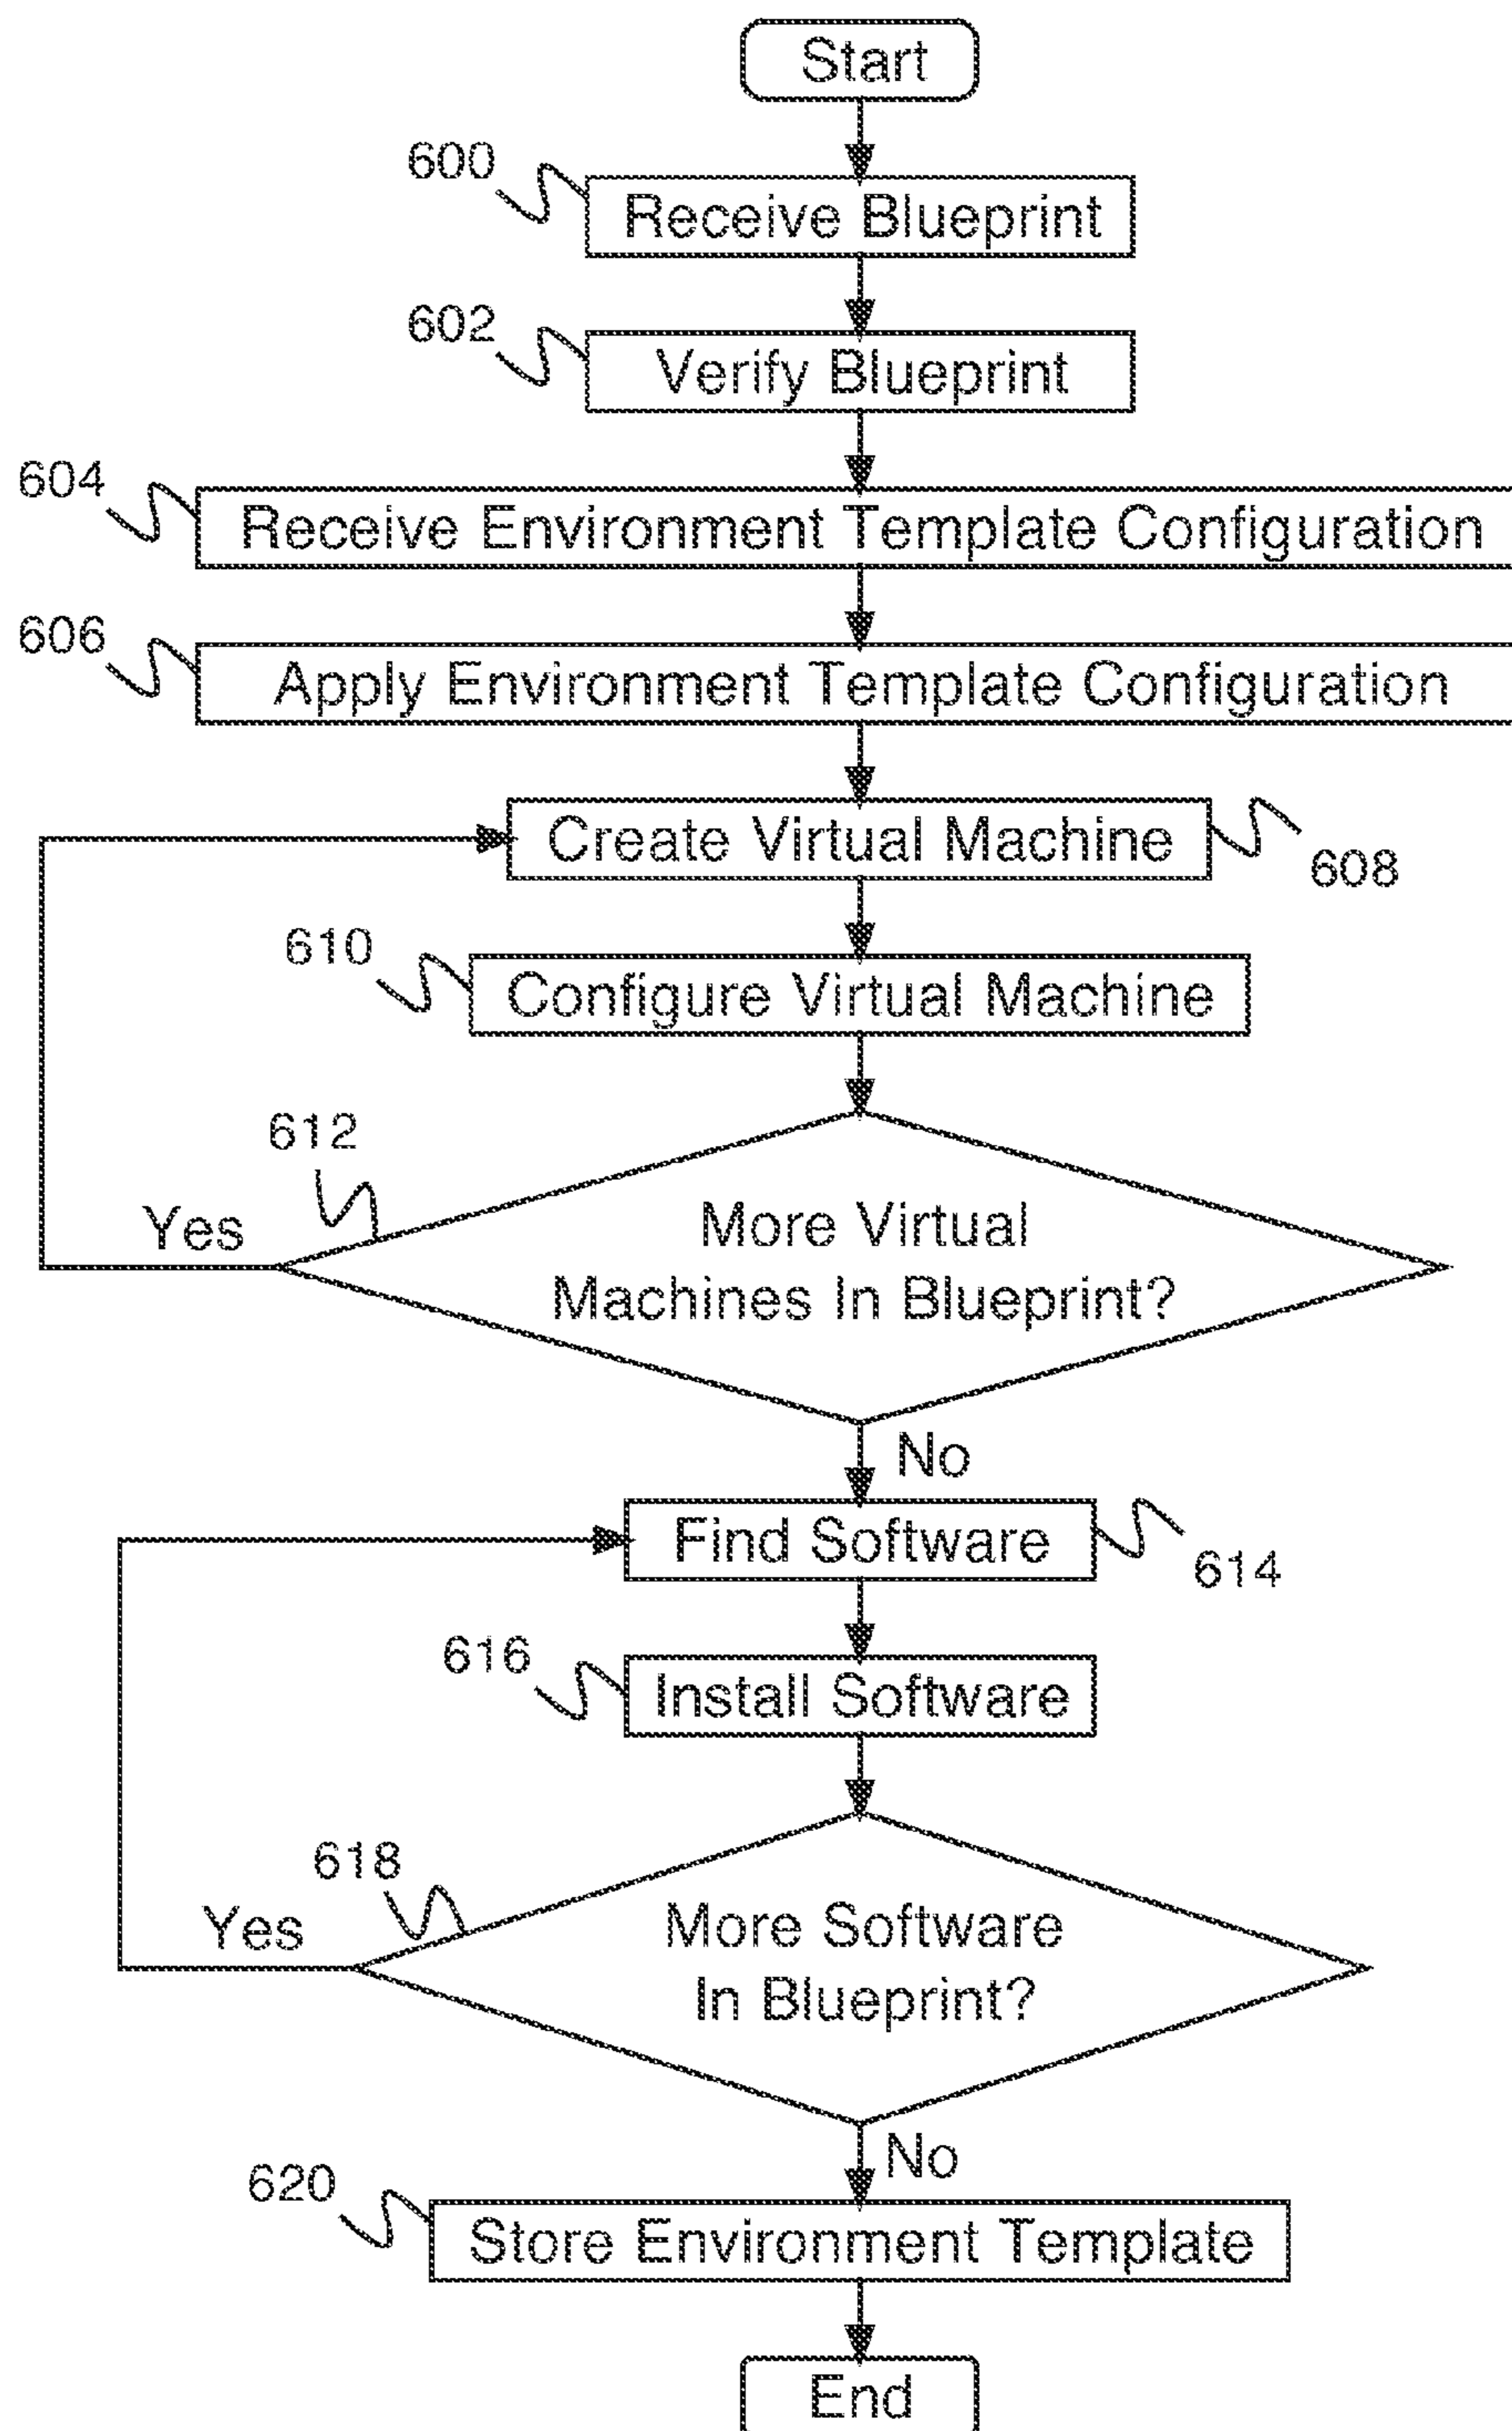 Start
600
Receive Blueprint
602
Verify Blueprint
604
Receive Environment Template Configuration
606
Apply Environment Template Configuration
Create Virtual Machine
608
610
Configure Virtual Machine
612
Yes
More Virtual
Machines In Blueprint?
No
Find Software
614
616
Install Software
618
Yes
More Software
In Blueprint?
No
620
Store Environment Template
End